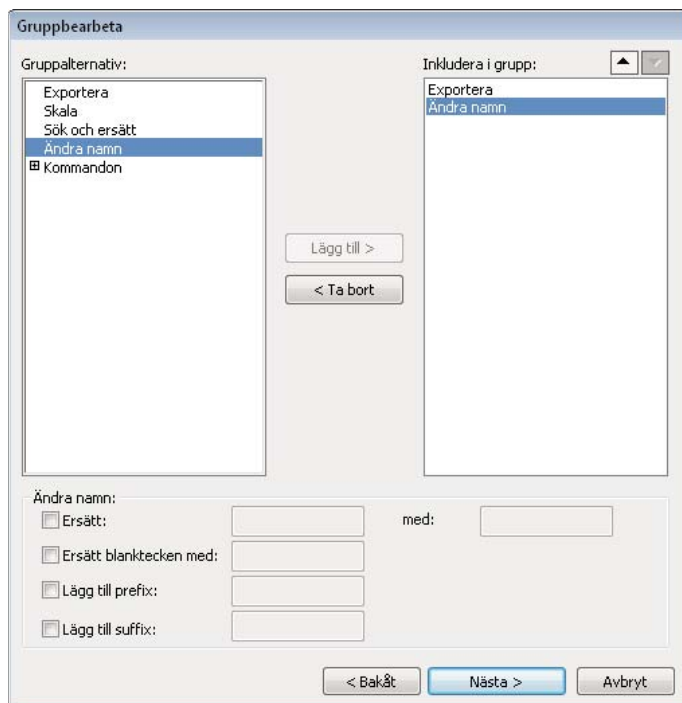 Gruppbearbeta
Gruppalternativ:
Exportera
Skala
Sök och ersätt
Ändra namn
Kommandon
Lägg till >
< Ta bort
Inkludera i grupp:
Exportera
Ändra namn
Ändra namn:
Ersätt: med:
Ersätt blanktecken med:
Lägg till prefix:
Lägg till suffix:
< Bakåt Nästa > Avbryt